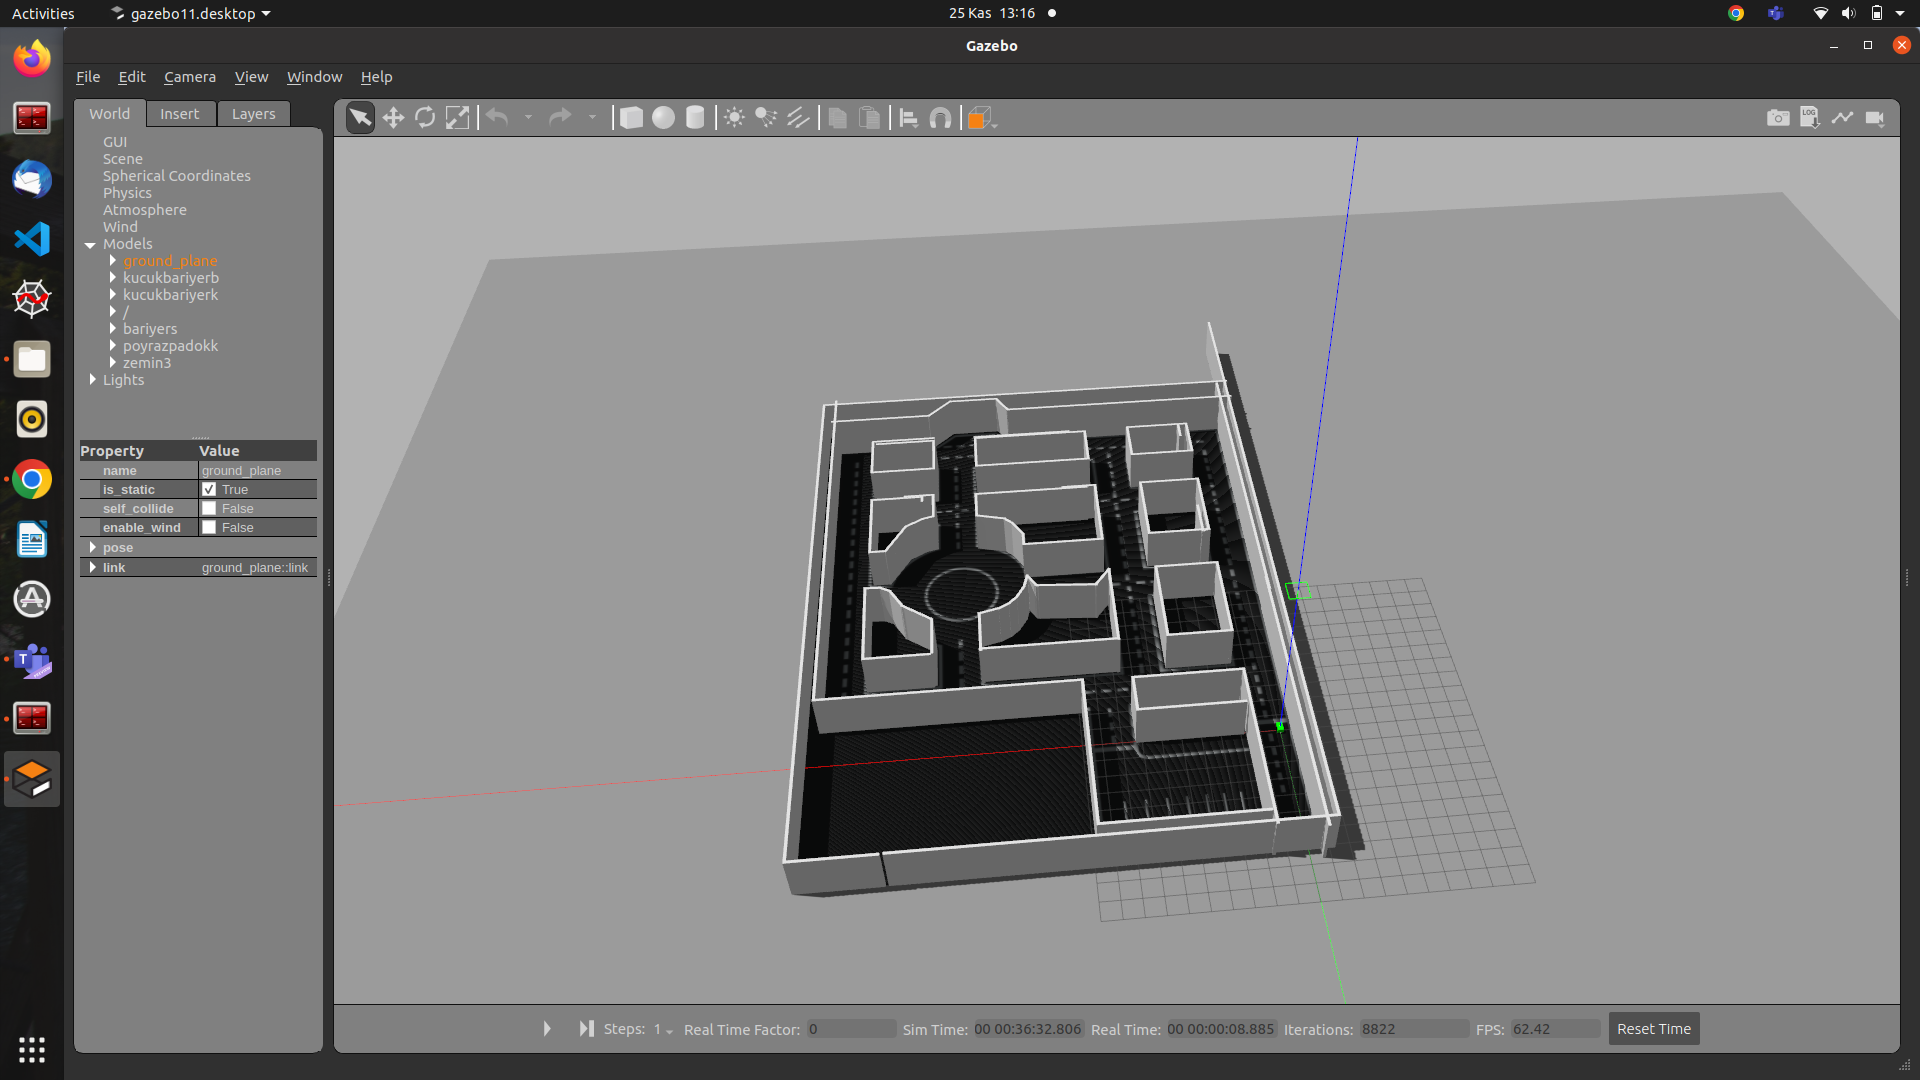 Activities
gazebo11.desktop
25 Kas 13:16
Gazebo
File Edit Camera View Window Help
World Insert Layers
GUI
Scene
Spherical Coordinates
Physics
Atmosphere
Wind
Models
ground_plane
kucukbariyerb
kucukbariyerk
/
bariyers
poyrazpadokk
zemin3
Lights
Property Value
name ground_plane
is_static True
self_collide False
enable_wind False
pose
link ground_plane::link
LOG
Steps: 1 Real Time Factor: 0 Sim Time: 00 00:36:32.806 Real Time: 00 00:00:08.885 Iterations: 8822 FPS: 62.42 Reset Time